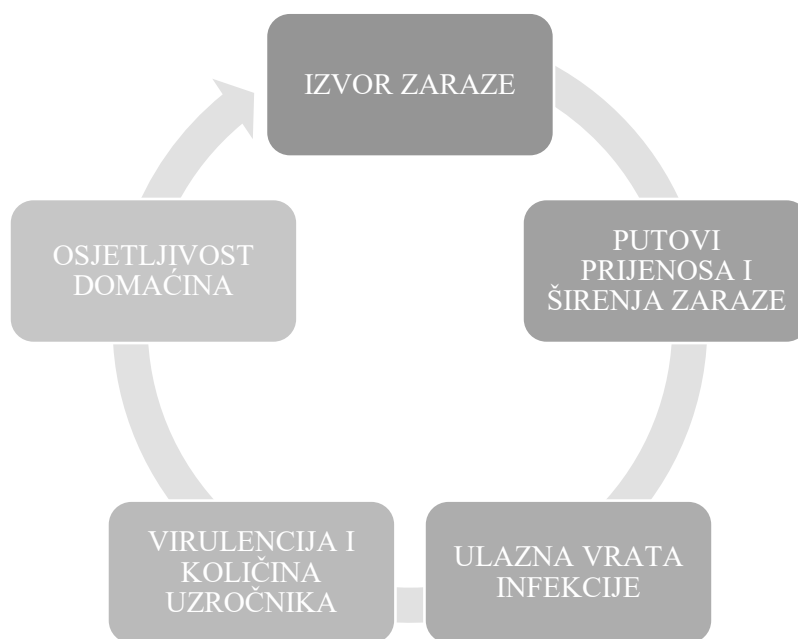 IZVOR ZARAZE
PUTOVI
PRIJENOSA I
ŠIRENJA ZARAZE
ULAZNA VRATA
INFEKCIJE
VIRULENCIJA I
KOLIČINA
UZROČNIKA
OSJETLJIVOST
DOMAĆINA